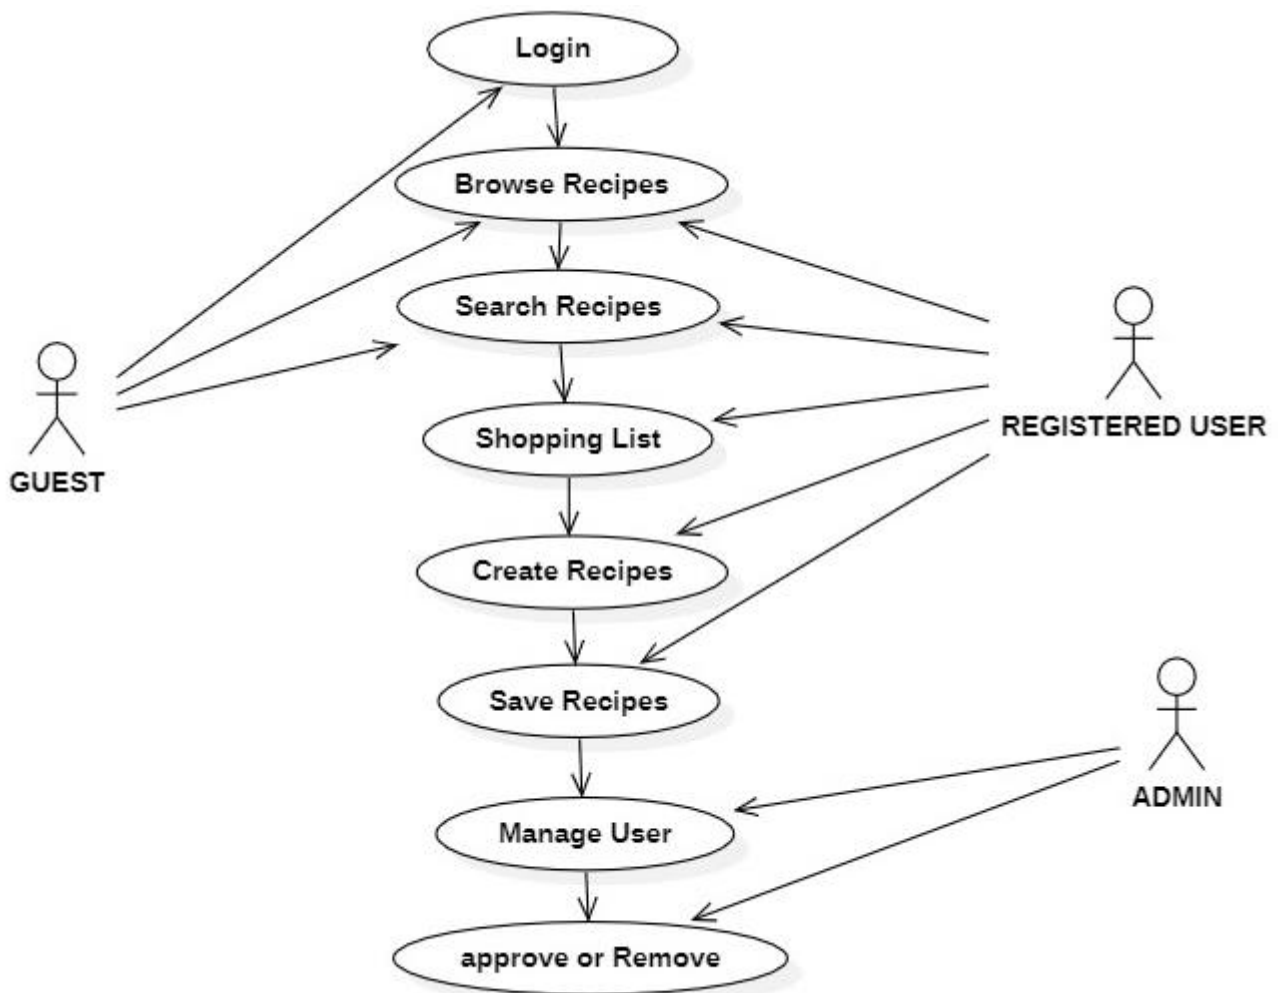 Login
Browse Recipes
Search Recipes
Shopping List
REGISTERED USER
GUEST
Create Recipes
Save Recipes
ADMIN
Manage User
approve or Remove